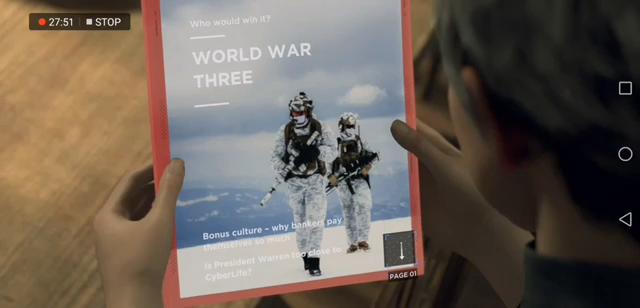 27:51 STOP
Who would win it?
WORLD WAR
THREE
Bonus culture – why bankers pay
themselves so much
Is President Warren too close to
CyberLife?
PAGE 01